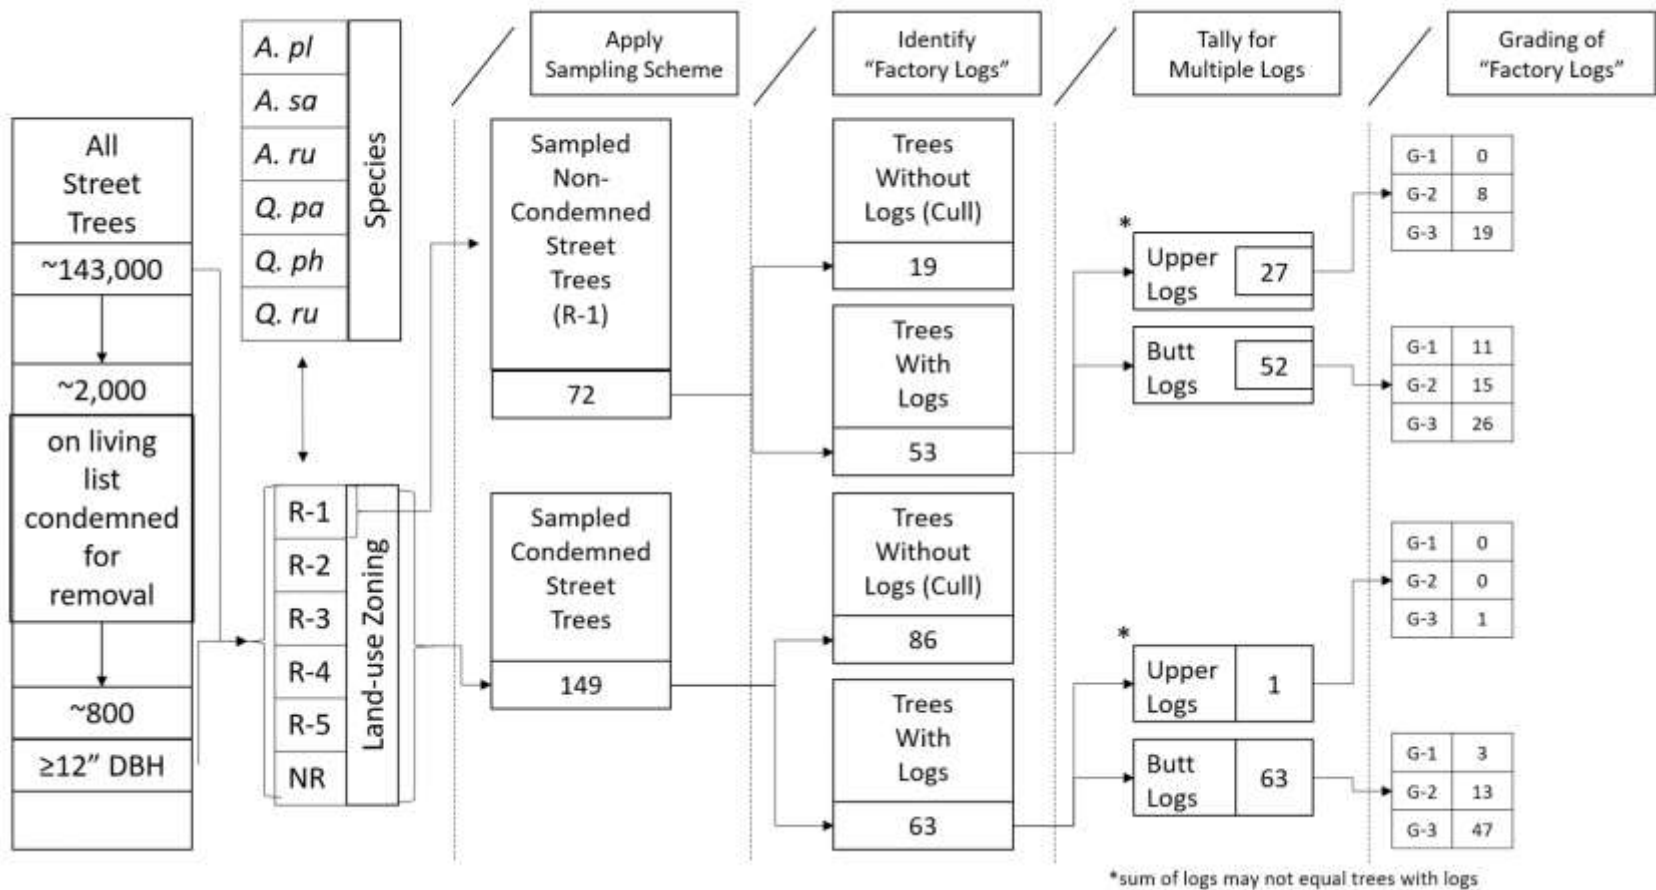 All
Street
Trees
~143,000
~2,000
on living
list
condemned
for
removal
~800
≥12” DBH
A. pl
A. sa
A. ru
Q. pa
Q. ph
Q. ru
Species
R-1
R-2
R-3
R-4
R-5
NR
Land-use Zoning
Apply
Sampling Scheme
Sampled
Non-
Condemned
Street
Trees
(R-1)
72
Sampled
Condemned
Street
Trees
149
Identify
“Factory Logs”
Trees
Without
Logs (Cull)
19
Trees
With
Logs
53
Trees
Without
Logs (Cull)
86
Trees
With
Logs
63
Tally for
Multiple Logs
*
Upper
Logs
27
Butt
Logs
52
*
Upper
Logs
1
Butt
Logs
63
Grading of
“Factory Logs”
G-1 0
G-2 8
G-3 19
G-1 11
G-2 15
G-3 26
G-1 0
G-2 0
G-3 1
G-1 3
G-2 13
G-3 47
*sum of logs may not equal trees with logs